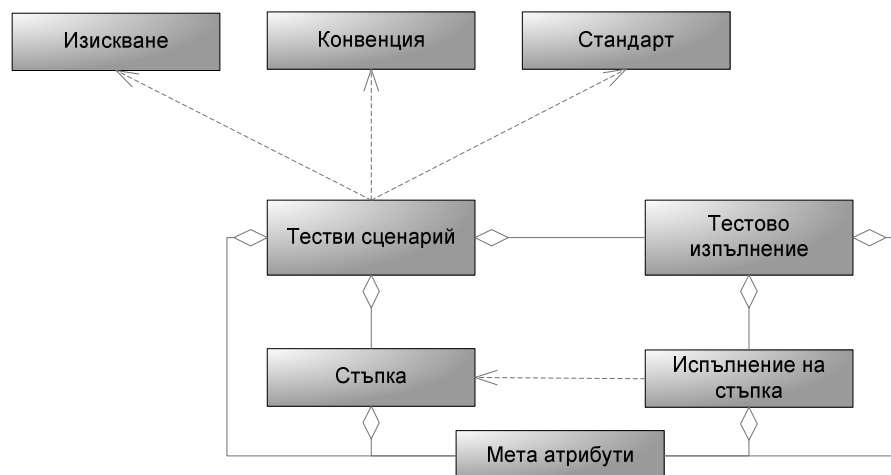 Изискване
Конвенция
Стандарт
Тестви сценарий
Тестово
изпълнение
Стъпка
Испълнение на
стъпка
Мета атрибути